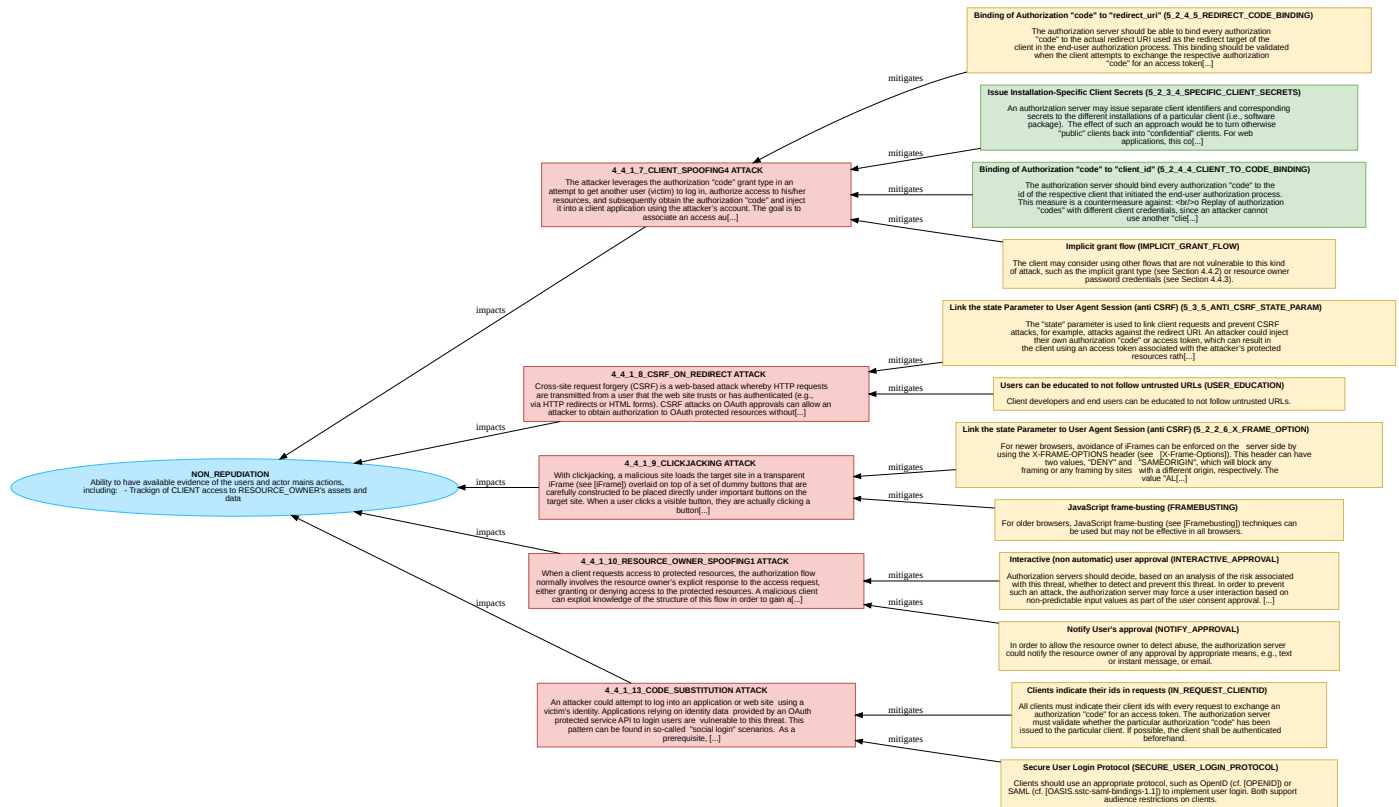 Binding of Authorization "code" to "redirect_uri" (5_2_4_5_REDIRECT_CODE_BINDING)
The authorization server should be able to bind every authorization
"code" to the actual redirect URI used as the redirect target of the
client in the end-user authorization process. This binding should be validated
when the client attempts to exchange the respective authorization
"code" for an access token[...]
mitigates
Issue Installation-Specific Client Secrets (5_2_3_4_SPECIFIC_CLIENT_SECRETS)
An authorization server may issue separate client identifiers and corresponding
secrets to the different installations of a particular client (i.e., software
package).  The effect of such an approach would be to turn otherwise
"public" clients back into "confidential" clients. For web
applications, this co[...]
mitigates
Binding of Authorization "code" to "client_id" (5_2_4_4_CLIENT_TO_CODE_BINDING)
The authorization server should bind every authorization "code" to the
id of the respective client that initiated the end-user authorization process.
This measure is a countermeasure against: <br/>o Replay of authorization
"codes" with different client credentials, since an attacker cannot
use another "clie[...]
mitigates
Implicit grant flow (IMPLICIT_GRANT_FLOW)
The client may consider using other flows that are not vulnerable to this kind
of attack, such as the implicit grant type (see Section 4.4.2) or resource owner
password credentials (see Section 4.4.3).
mitigates
4_4_1_7_CLIENT_SPOOFING4 ATTACK
The attacker leverages the authorization "code" grant type in an
attempt to get another user (victim) to log in, authorize access to his/her
resources, and subsequently obtain the authorization "code" and inject
it into a client application using the attacker's account. The goal is to
associate an access au[...]
impacts
Link the state Parameter to User Agent Session (anti CSRF) (5_3_5_ANTI_CSRF_STATE_PARAM)
The "state" parameter is used to link client requests and prevent CSRF
attacks, for example, attacks against the redirect URI. An attacker could inject
their own authorization "code" or access token, which can result in
the client using an access token associated with the attacker's protected
resources rath[...]
mitigates
Users can be educated to not follow untrusted URLs (USER_EDUCATION)
Client developers and end users can be educated to not follow untrusted URLs.
mitigates
4_4_1_8_CSRF_ON_REDIRECT ATTACK
Cross-site request forgery (CSRF) is a web-based attack whereby HTTP requests
are transmitted from a user that the web site trusts or has authenticated (e.g.,
via HTTP redirects or HTML forms). CSRF attacks on OAuth approvals can allow an
attacker to obtain authorization to OAuth protected resources without[...]
impacts
Link the state Parameter to User Agent Session (anti CSRF) (5_2_2_6_X_FRAME_OPTION)
For newer browsers, avoidance of iFrames can be enforced on the   server side by
using the X-FRAME-OPTIONS header (see   [X-Frame-Options]). This header can have
two values, "DENY" and   "SAMEORIGIN", which will block any
framing or any framing by sites   with a different origin, respectively. The
value "AL[...]
mitigates
JavaScript frame-busting (FRAMEBUSTING)
For older browsers, JavaScript frame-busting (see [Framebusting]) techniques can
be used but may not be effective in all browsers.
mitigates
4_4_1_9_CLICKJACKING ATTACK
With clickjacking, a malicious site loads the target site in a transparent
iFrame (see [iFrame]) overlaid on top of a set of dummy buttons that are
carefully constructed to be placed directly under important buttons on the
target site. When a user clicks a visible button, they are actually clicking a
button[...]
impacts
NON_REPUDIATION
Ability to have available evidence of the users and actor mains actions,
including:   - Trackign of CLIENT access to RESOURCE_OWNER's assets and
data
Interactive (non automatic) user approval (INTERACTIVE_APPROVAL)
Authorization servers should decide, based on an analysis of the risk associated
with this threat, whether to detect and prevent this threat. In order to prevent
such an attack, the authorization server may force a user interaction based on
non-predictable input values as part of the user consent approval. [...]
mitigates
Notify User's approval (NOTIFY_APPROVAL)
In order to allow the resource owner to detect abuse, the authorization server
could notify the resource owner of any approval by appropriate means, e.g., text
or instant message, or email.
mitigates
4_4_1_10_RESOURCE_OWNER_SPOOFING1 ATTACK
When a client requests access to protected resources, the authorization flow
normally involves the resource owner's explicit response to the access request,
either granting or denying access to the protected resources. A malicious client
can exploit knowledge of the structure of this flow in order to gain a[...]
impacts
Clients indicate their ids in requests (IN_REQUEST_CLIENTID)
All clients must indicate their client ids with every request to exchange an
authorization "code" for an access token. The authorization server
must validate whether the particular authorization "code" has been
issued to the particular client. If possible, the client shall be authenticated
beforehand.
mitigates
Secure User Login Protocol (SECURE_USER_LOGIN_PROTOCOL)
Clients should use an appropriate protocol, such as OpenID (cf. [OPENID]) or
SAML (cf. [OASIS.sstc-saml-bindings-1.1]) to implement user login. Both support
audience restrictions on clients.
mitigates
4_4_1_13_CODE_SUBSTITUTION ATTACK
An attacker could attempt to log into an application or web site  using a
victim's identity. Applications relying on identity data  provided by an OAuth
protected service API to login users are  vulnerable to this threat. This
pattern can be found in so-called  "social login" scenarios.  As a
prerequisite, [...]
impacts